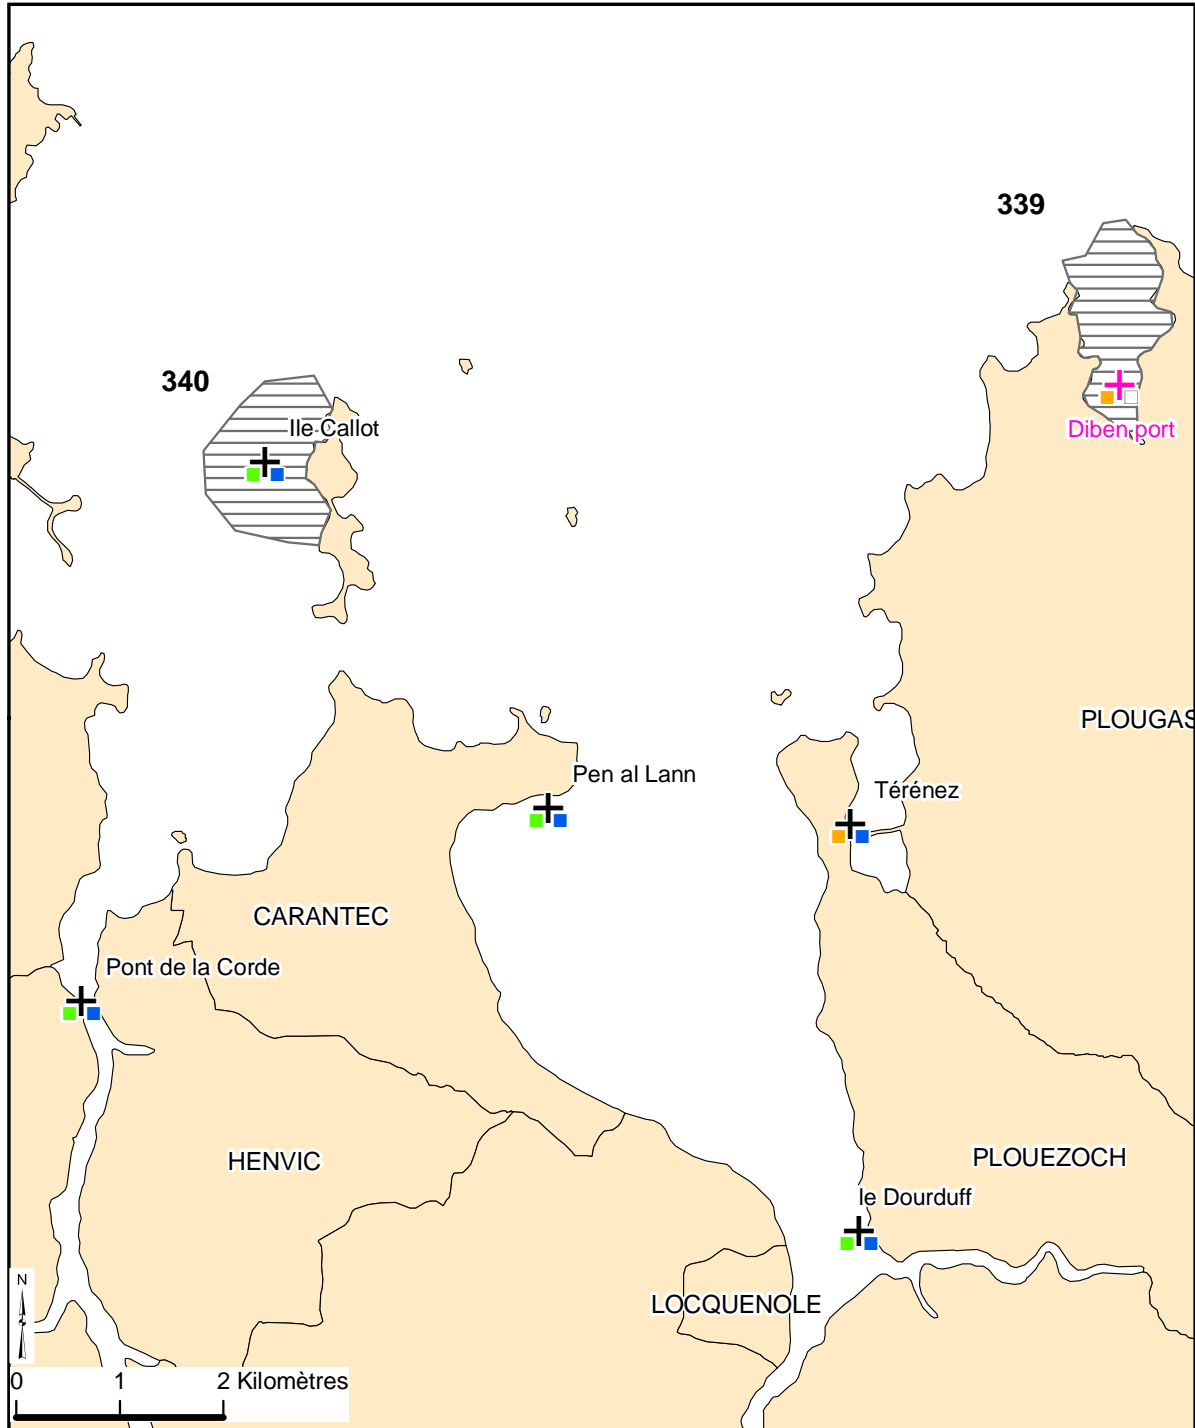 339
340
Ile Callot
Diben port
PLOUGAS
Pen al Lann
Térénez
CARANTEC
Pont de la Corde
HENVIC
PLOUEZOCH
le Dourduff
N
LOCQUENOLE
0 1 2 Kilomètres